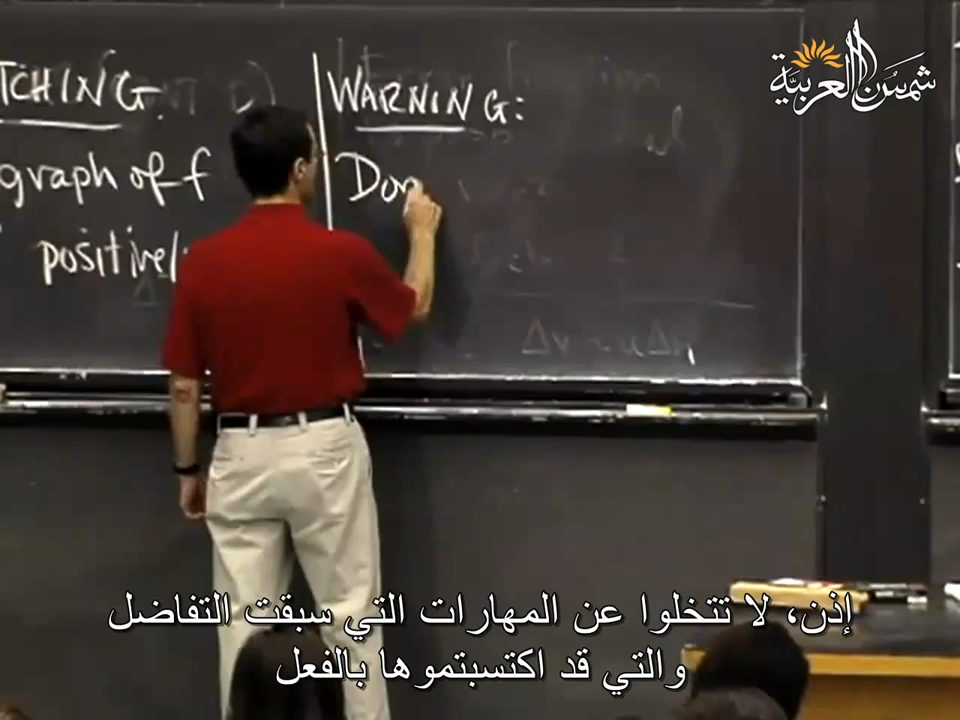 شمس العربية
TCHING
graph of f
positive
WARNING:
Don
إذن، لا تتخلوا عن المهارات التي سبقت التفاضل
والتي قد اكتسبتموها بالفعل